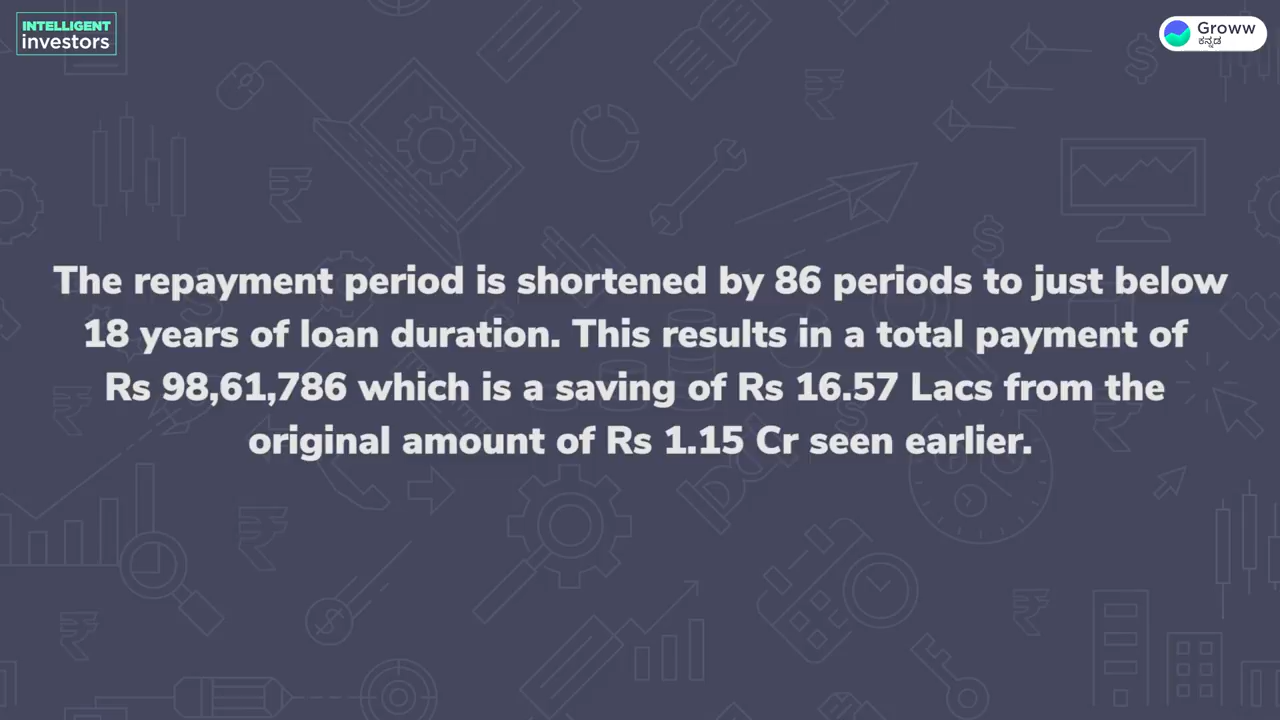 INTELLIGENT
investors
Groww
ಕನ್ನಡ
The repayment period is shortened by 86 periods to just below
18 years of loan duration. This results in a total payment of
Rs 98,61,786 which is a saving of Rs 16.57 Lacs from the
original amount of Rs 1.15 Cr seen earlier.